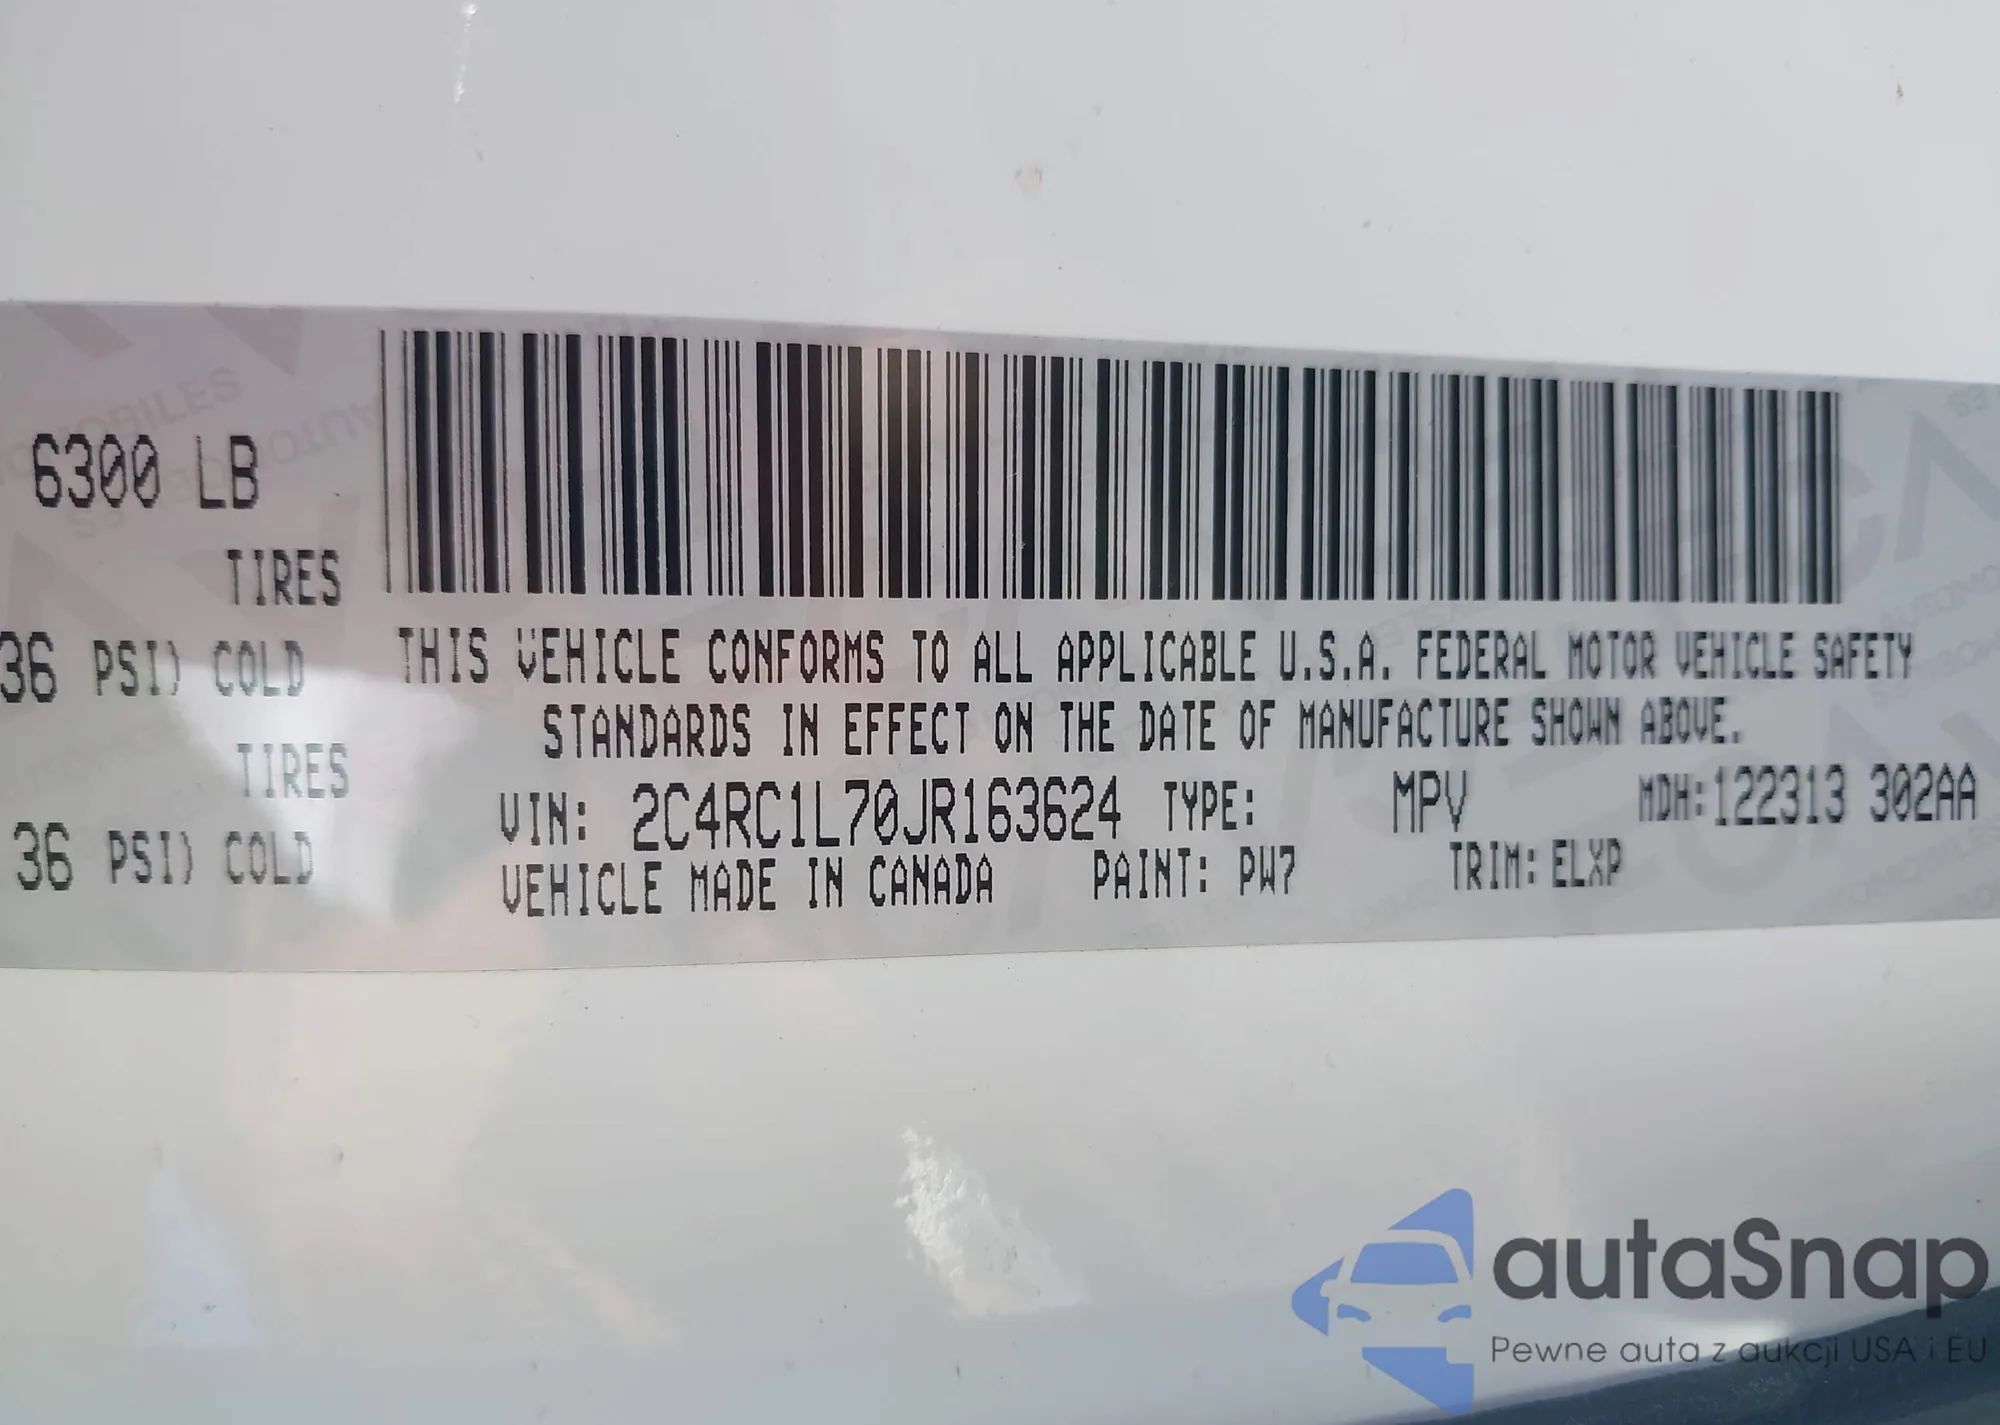 6300 LB
TIRES
36 PSI) COLD
TIRES
36 PSI) COLD
THIS VEHICLE CONFORMS TO ALL APPLICABLE U.S.A. FEDERAL MOTOR VEHICLE SAFETY
STANDARDS IN EFFECT ON THE DATE OF MANUFACTURE SHOWN ABOVE.
VIN: 2C4RC1L70JR163624 TYPE: MPV MDH:122313 302AA
VEHICLE MADE IN CANADA PAINT: PW7 TRIM: ELXP
autaSnap
Pewne auta z aukcji USA i EU